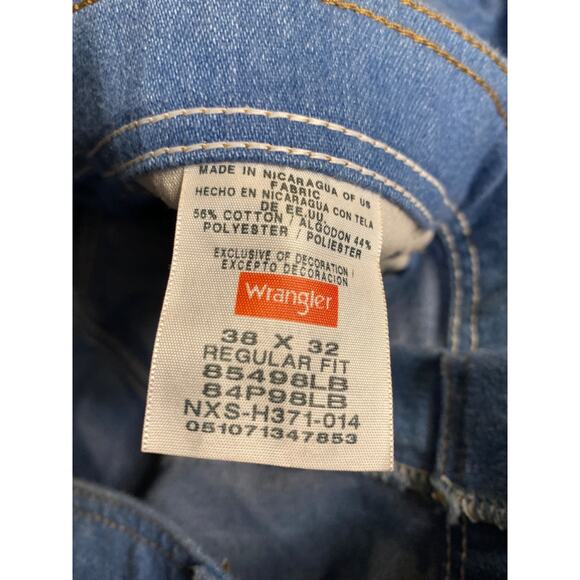 MADE IN NICARAGUA OF US
FABRIC
HECHO EN NICARAGUA CON TELA
DE EE.UU.
56% COTTON / ALGODON 44%
POLYESTER / POLIESTER
EXCLUSIVE OF DECORATION /
EXCEPTO DECORACION
Wrangler
38 X 32
REGULAR FIT
85498LB
84P98LB
NXS-H371-014
051071347853